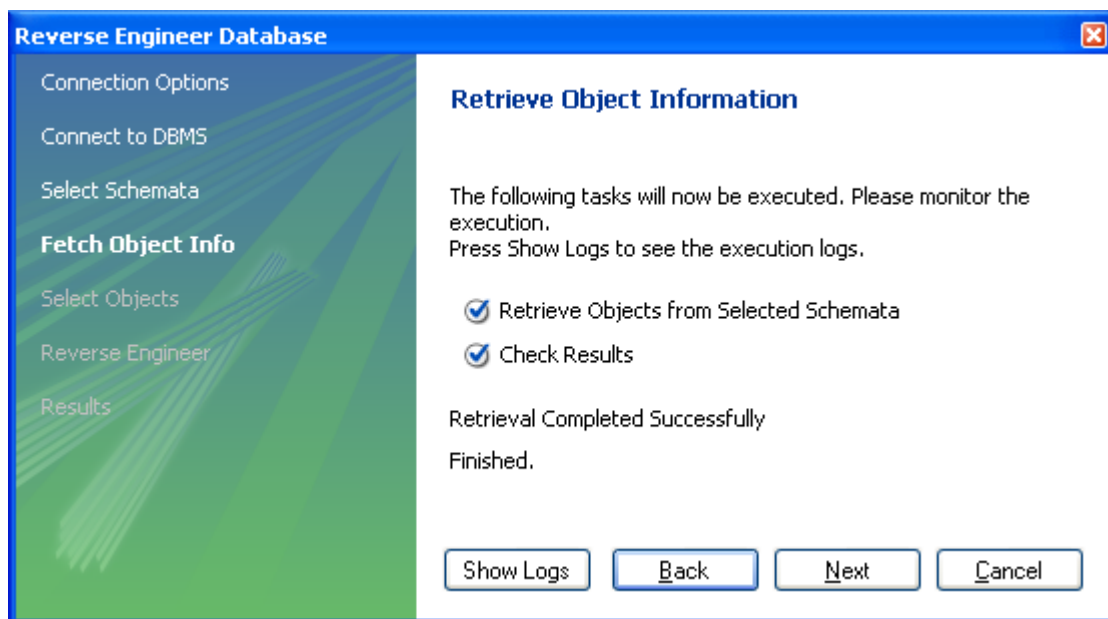 Reverse Engineer Database
Connection Options
Connect to DBMS
Select Schemata
Fetch Object Info
Select Objects
Reverse Engineer
Results
Retrieve Object Information
The following tasks will now be executed. Please monitor the
execution.
Press Show Logs to see the execution logs.
Retrieve Objects from Selected Schemata
Check Results
Retrieval Completed Successfully
Finished.
Show Logs
Back
Next
Cancel